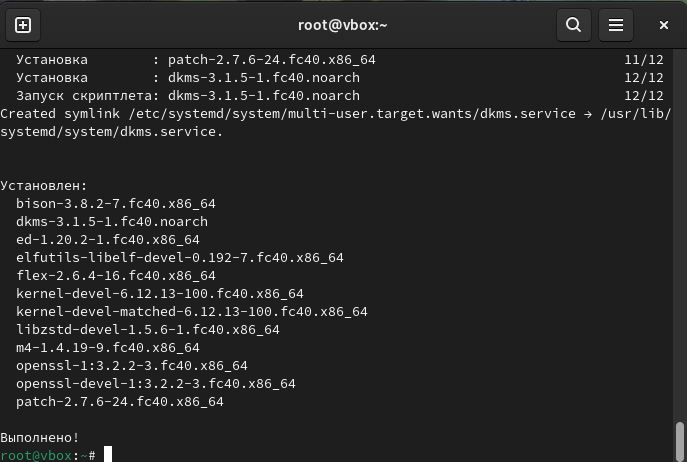 root@vbox:~
Установка        : patch-2.7.6-24.fc40.x86_64                               11/12
Установка        : dkms-3.1.5-1.fc40.noarch                                 12/12
Запуск скриптлета: dkms-3.1.5-1.fc40.noarch                                 12/12
Created symlink /etc/systemd/system/multi-user.target.wants/dkms.service → /usr/lib/
systemd/system/dkms.service.
Установлен:
bison-3.8.2-7.fc40.x86_64
dkms-3.1.5-1.fc40.noarch
ed-1.20.2-1.fc40.x86_64
elfutils-libelf-devel-0.192-7.fc40.x86_64
flex-2.6.4-16.fc40.x86_64
kernel-devel-6.12.13-100.fc40.x86_64
kernel-devel-matched-6.12.13-100.fc40.x86_64
libzstd-devel-1.5.6-1.fc40.x86_64
m4-1.4.19-9.fc40.x86_64
openssl-1:3.2.2-3.fc40.x86_64
openssl-devel-1:3.2.2-3.fc40.x86_64
patch-2.7.6-24.fc40.x86_64
Выполнено!
root@vbox:~#